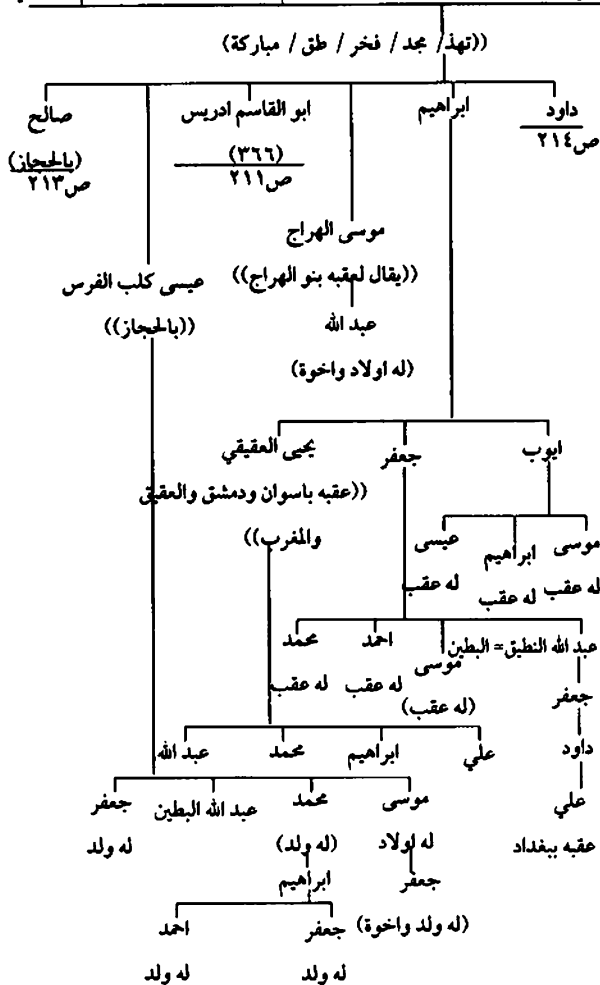 ((تهذ/ مجد / فخر / طق / مباركة)
داود
ص٢١٤
ابراهيم
ابو القاسم ادريس
(٣٦٦)
ص٢١١
صالح
(بالحجاز)
ص٢١٣
موسى الهراج
((يقال لعقبه بنو الهراج))
عبد الله
(له اولاد واخوة)
عيسى كلب الفرس
((بالحجاز))
ايوب
جعفر
يحيى العقيقي
((عقبه باسوان ودمشق والعقيق
والمغرب))
موسى
له عقب
ابراهيم
له عقب
عيسى
له عقب
عبد الله النطيق = البطين
موسى
(له عقب)
احمد
له عقب
محمد
له عقب
جعفر
داود
علي
عقبه ببغداد
علي
ابراهيم
محمد
عبد الله
موسى
له اولاد
جعفر
(له ولد واخوة)
محمد
(له ولد)
ابراهيم
عبد الله البطين
جعفر
له ولد
جعفر
له ولد
احمد
له ولد